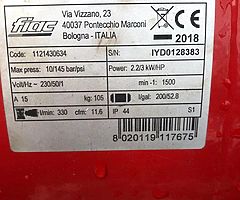 fiac
Via Vizzano, 23
40037 Pontecchio Marconi
Bologna - ITALIA
2018
Code: 1121430634
S/N: IYD0128383
Max press: 10/145 bar/psi
Power: 2.2/3 kW/HP
Volt/Hz ~ 230/50/1
min-1: 1500
A 15
kg: 105
l/gal: 200/52.8
l/min: 330
cfm: 11.6
IP 44
S1
8 020119 117675